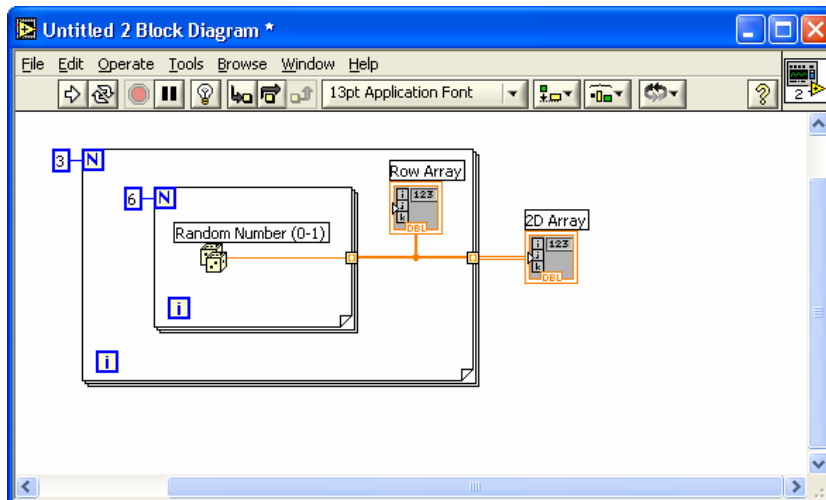 Untitled 2 Block Diagram *
File Edit Operate Tools Browse Window Help
13pt Application Font
?
2
3 N
6 N
Random Number (0-1)
i
i
Row Array
i 123
j
k
DBL
2D Array
i 123
j
k
DBL